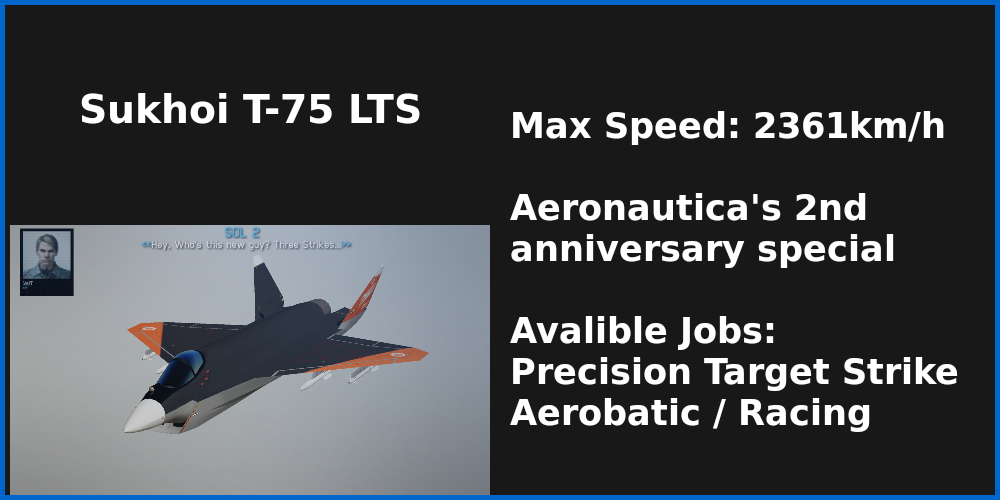 Sukhoi T-75 LTS
SOL 2
<<Hey, Who's this new guy? Three Strikes...>>
WIT
Max Speed: 2361km/h
Aeronautica's 2nd
anniversary special
Avalible Jobs:
Precision Target Strike
Aerobatic / Racing